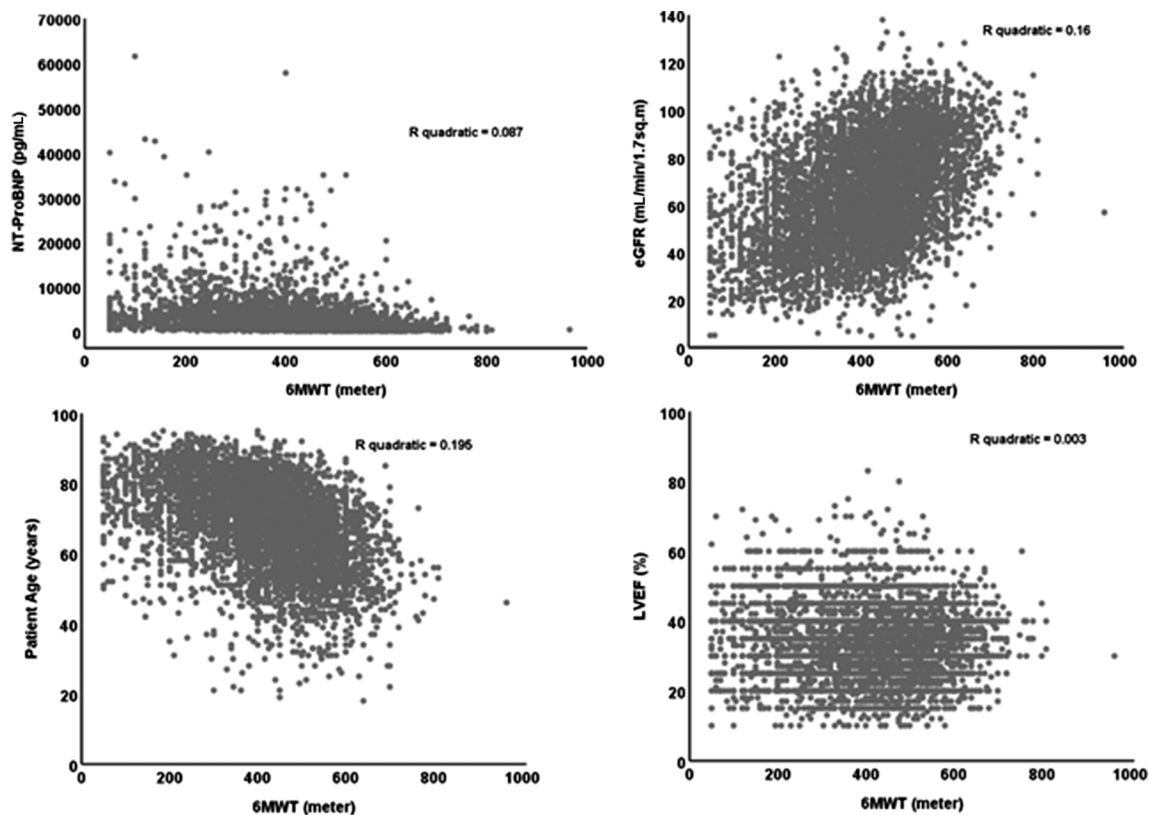 70000
60000
50000
40000
30000
20000
10000
0
NT-ProBNP (pg/mL)
R quadratic = 0.087
0 200 400 600 800 1000
6MWT (meter)
140
120
100
80
60
40
20
0
eGFR (mL/min/1.7sq.m)
R quadratic = 0.16
0 200 400 600 800 1000
6MWT (meter)
100
80
60
40
20
0
Patient Age (years)
R quadratic = 0.195
0 200 400 600 800 1000
6MWT (meter)
100
80
60
40
20
0
LVEF (%)
R quadratic = 0.003
0 200 400 600 800 1000
6MWT (meter)